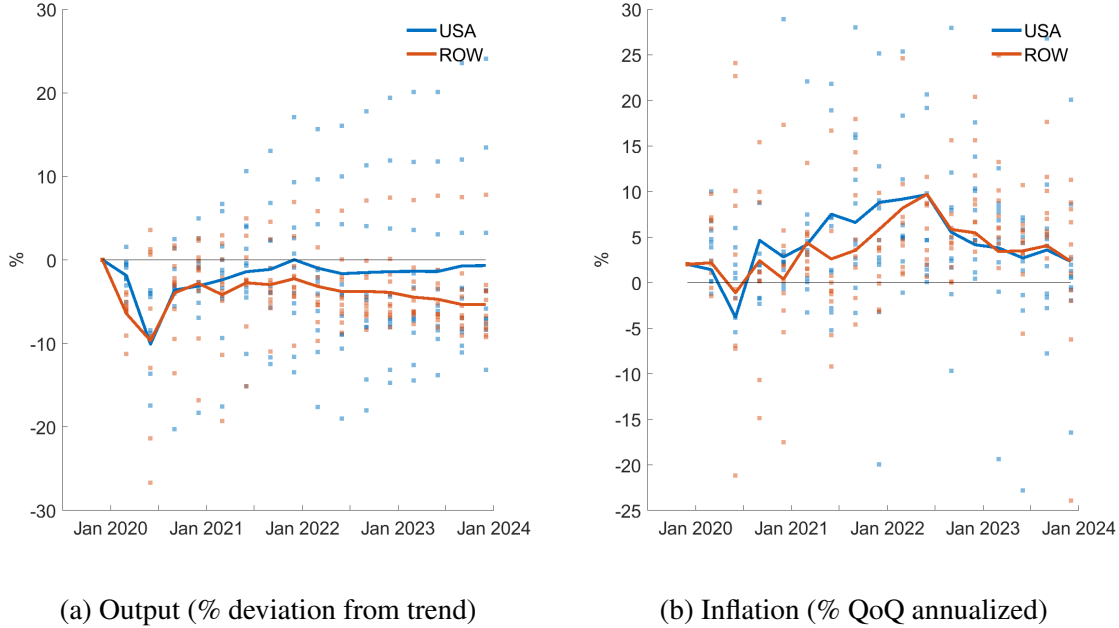 30
20
10
0
-10
-20
-30
%
USA
ROW
Jan 2020 Jan 2021 Jan 2022 Jan 2023 Jan 2024
(a) Output (% deviation from trend)
30
25
20
15
10
5
0
-5
-10
-15
-20
-25
%
USA
ROW
Jan 2020 Jan 2021 Jan 2022 Jan 2023 Jan 2024
(b) Inflation (% QoQ annualized)